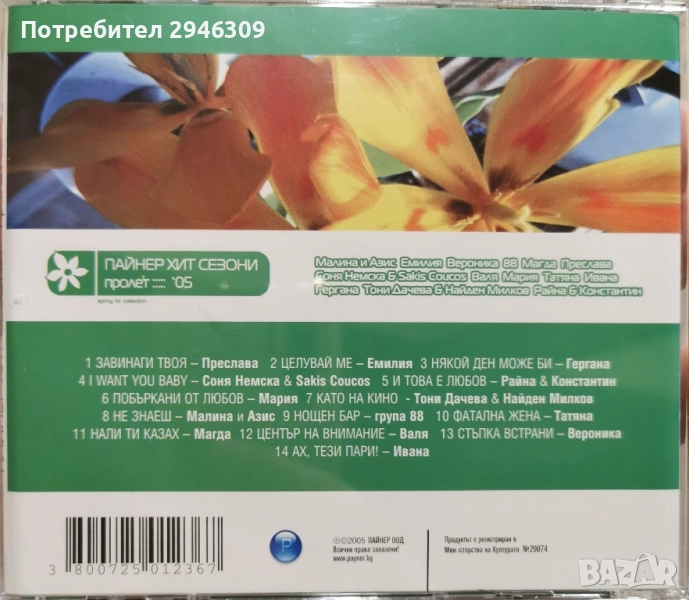 Потребител 2946309
ПАЙНЕР ХИТ СЕЗОНИ
пролет :::: '05
spring hit collection
Малина и Азис Емилия Вероника 88 Магда Преслава
Соня Немска & Sakis Coucos Валя Мария Татяна Ивана
Гергана Тони Дачева & Найден Милков Райна & Константин
1 ЗАВИНАГИ ТВОЯ – Преслава 2 ЦЕЛУВАЙ МЕ – Емилия 3 НЯКОЙ ДЕН МОЖЕ БИ – Гергана
4 I WANT YOU BABY – Соня Немска & Sakis Coucos 5 И ТОВА Е ЛЮБОВ – Райна & Константин
6 ПОБЪРКАНИ ОТ ЛЮБОВ – Мария 7 КАТО НА КИНО - Тони Дачева & Найден Милков
8 НЕ ЗНАЕШ – Малина и Азис 9 НОЩЕН БАР – група 88 10 ФАТАЛНА ЖЕНА – Татяна
11 НАЛИ ТИ КАЗАХ – Магда 12 ЦЕНТЪР НА ВНИМАНИЕ – Валя 13 СТЪПКА ВСТРАНИ – Вероника
14 АХ, ТЕЗИ ПАРИ! – Ивана
3 800725 012367
P
℗©2005 ПАЙНЕР ООД
Всички права запазени!
www.payner.bg
Продуктът е регистриран в
Министерство на Културата №20074
BAZAR